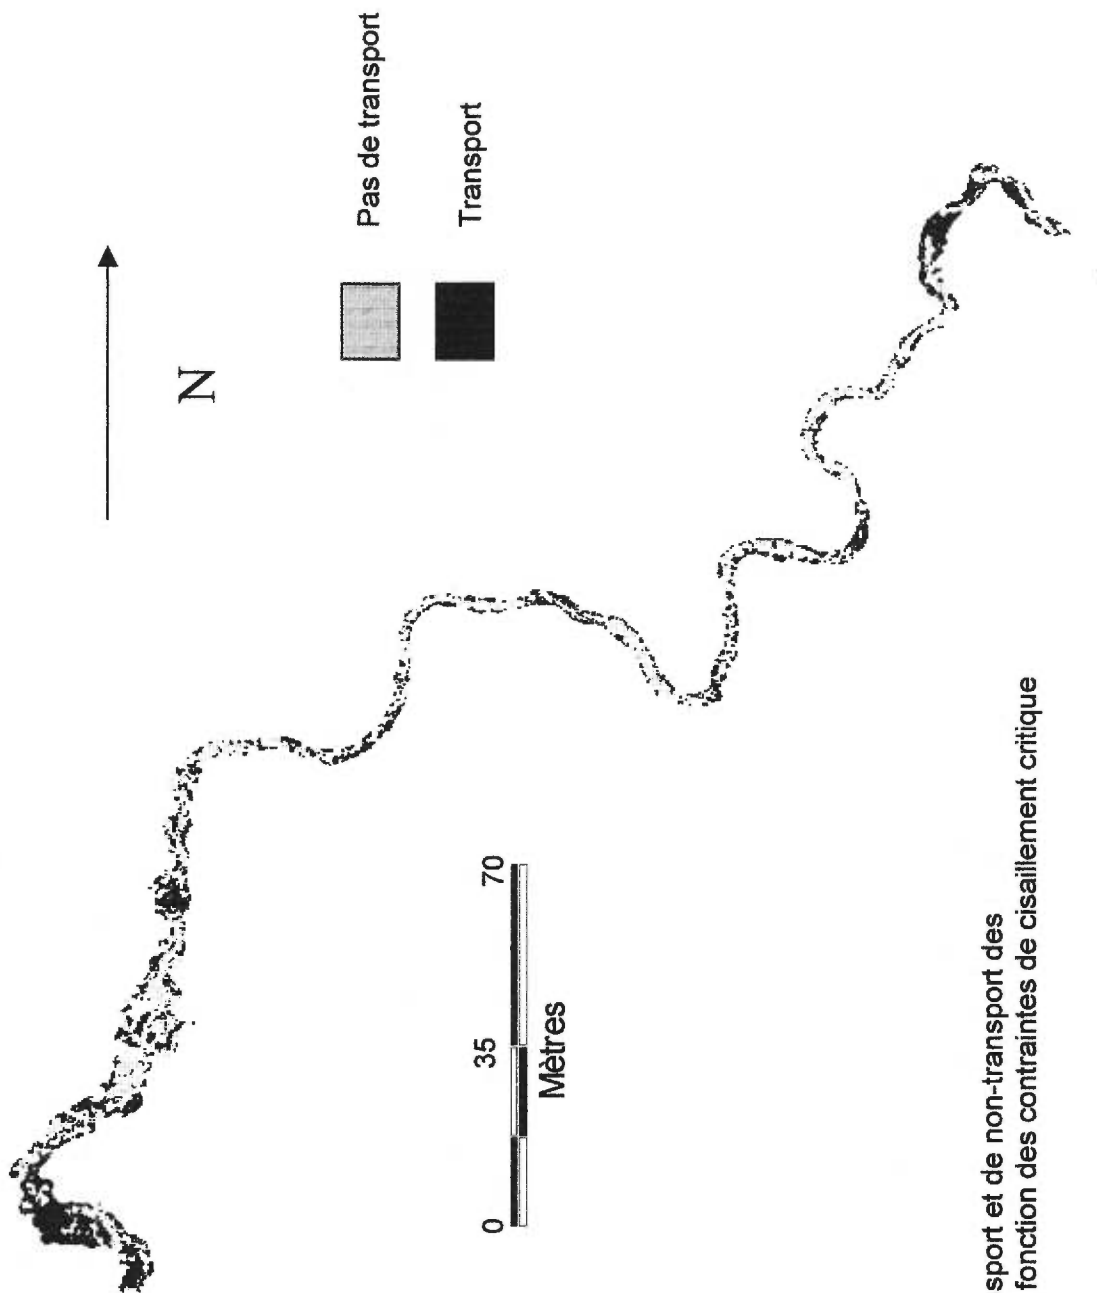 N
Pas de transport
Transport
0 35 70
Mètres
sport et de non-transport des
fonction des contraintes de cisaillement critique